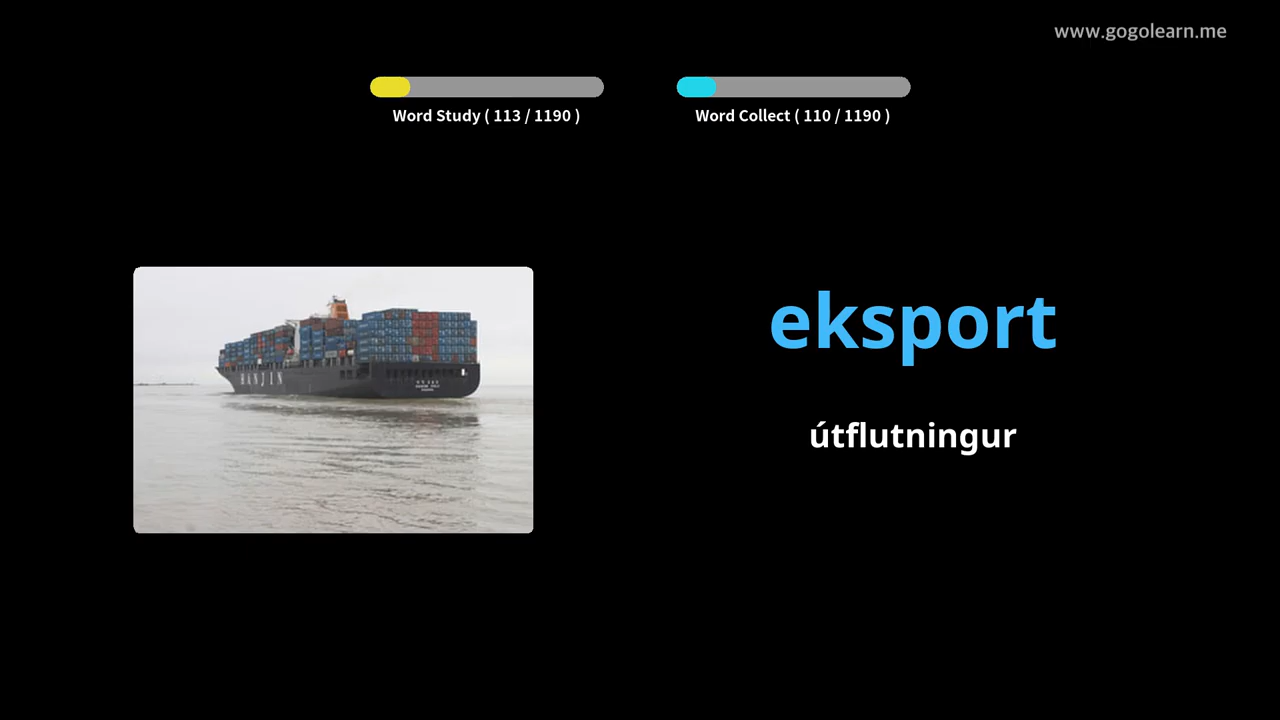 www.gogolearn.me
Word Study ( 113 / 1190 )
Word Collect ( 110 / 1190 )
HANJIN
eksport
útflutningur